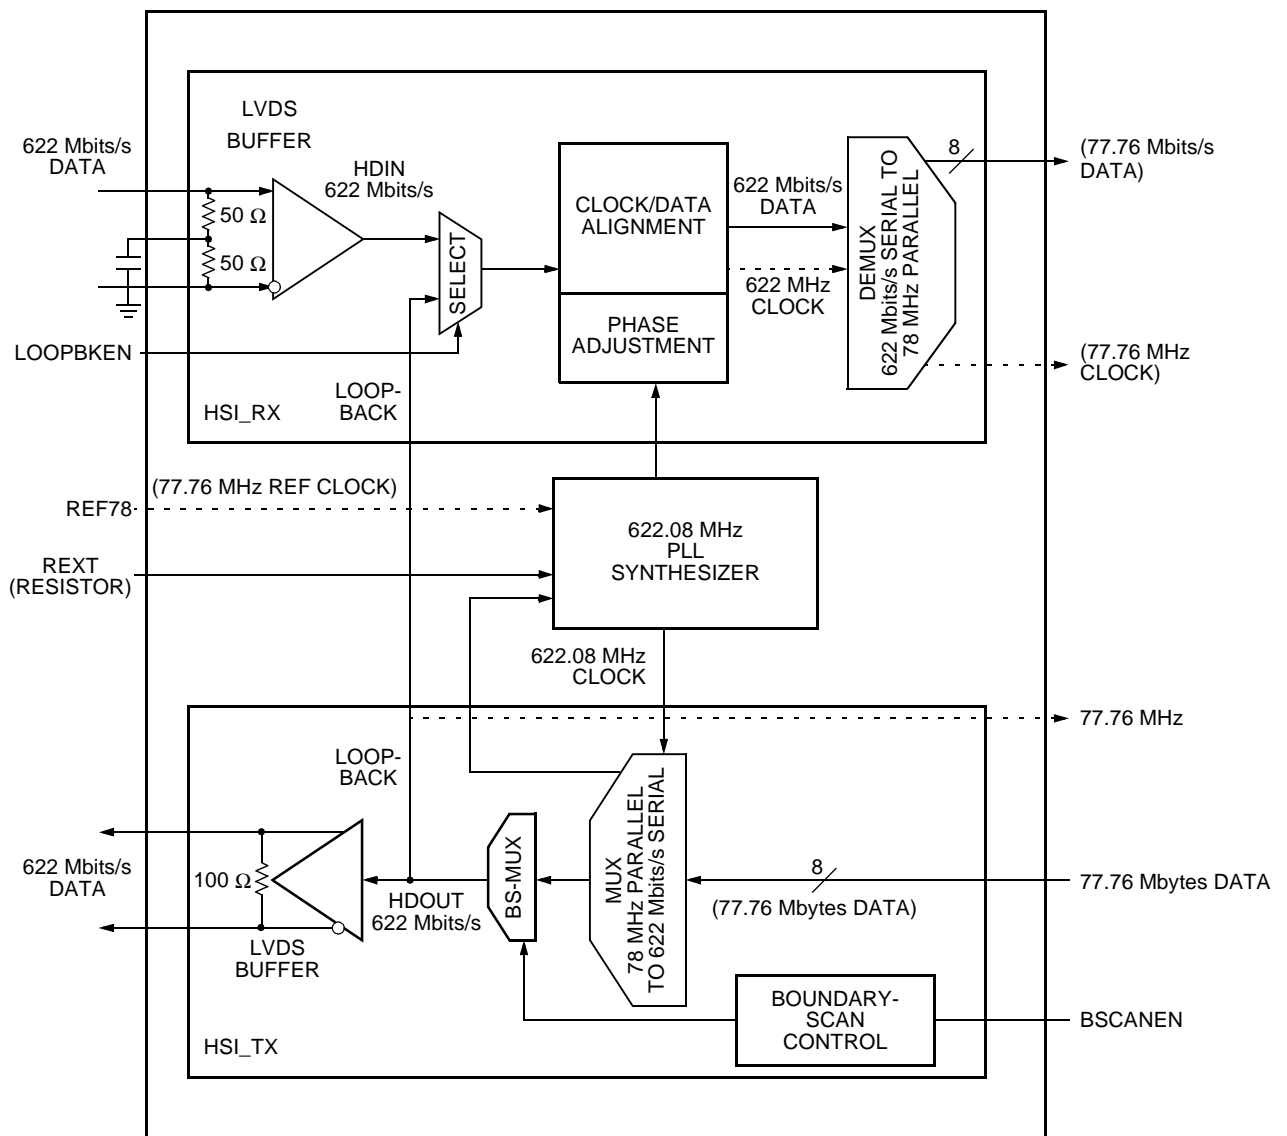 LVDS
BUFFER
622 Mbits/s
DATA
HDIN
622 Mbits/s
50 Ω
50 Ω
SELECT
LOOPBKEN
LOOP-
BACK
HSI_RX
CLOCK/DATA
ALIGNMENT
PHASE
ADJUSTMENT
622 Mbits/s
DATA
622 MHz
CLOCK
DEMUX
622 Mbits/s SERIAL TO
78 MHz PARALLEL
8
(77.76 Mbits/s
DATA)
(77.76 MHz
CLOCK)
REF78
(77.76 MHz REF CLOCK)
REXT
(RESISTOR)
622.08 MHz
PLL
SYNTHESIZER
622.08 MHz
CLOCK
77.76 MHz
LOOP-
BACK
622 Mbits/s
DATA
100 Ω
LVDS
BUFFER
HDOUT
622 Mbits/s
BS-MUX
MUX
78 MHz PARALLEL
TO 622 Mbits/s SERIAL
8
(77.76 Mbytes DATA)
77.76 Mbytes DATA
BOUNDARY-
SCAN
CONTROL
BSCANEN
HSI_TX